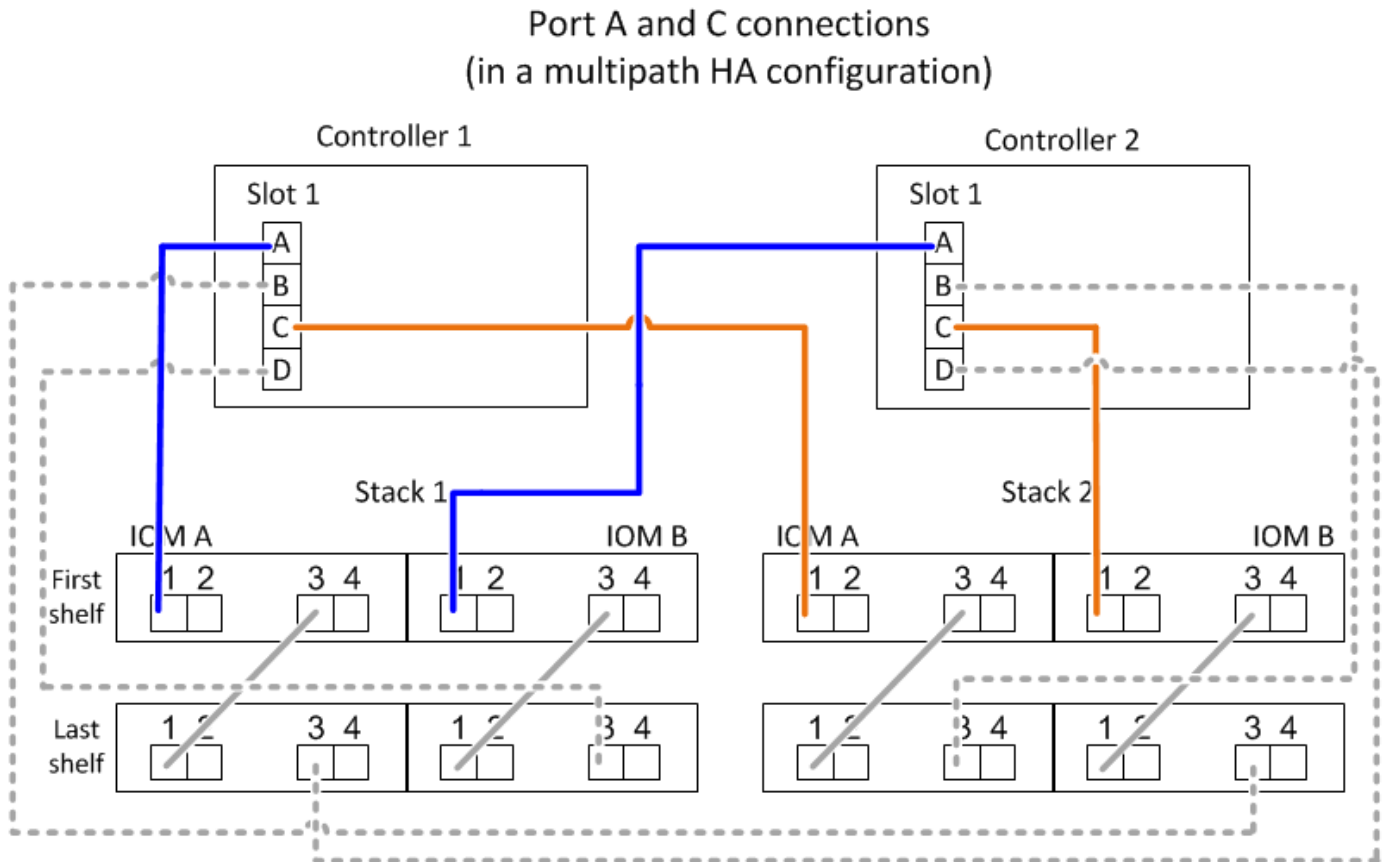 Port A and C connections
(in a multipath HA configuration)
Controller 1
Controller 2
Slot 1
Slot 1
A
A
B
B
C
C
D
D
Stack 1
Stack 2
IOM A
IOM B
IOM A
IOM B
First
shelf
1 2 3 4 1 2 3 4 1 2 3 4 1 2 3 4
Last
shelf
1 2 3 4 1 2 3 4 1 2 3 4 1 2 3 4